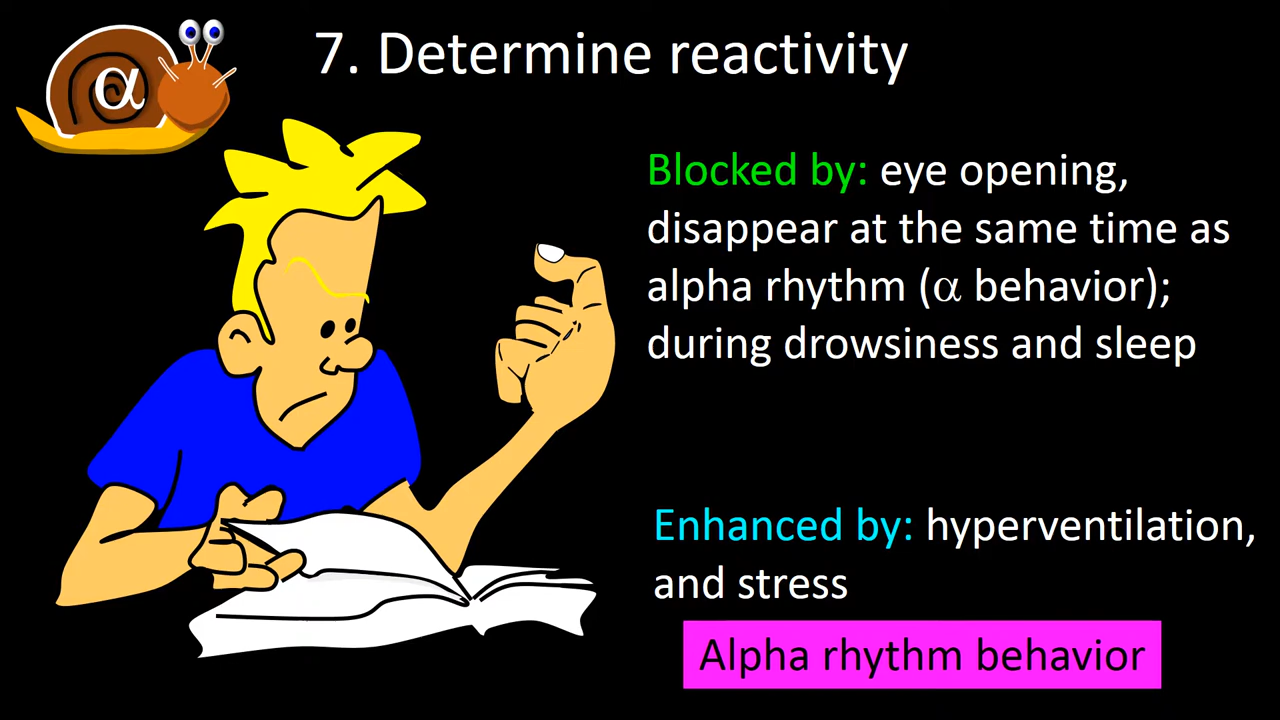 α
7. Determine reactivity
Blocked by: eye opening,
disappear at the same time as
alpha rhythm (α behavior);
during drowsiness and sleep
Enhanced by: hyperventilation,
and stress
Alpha rhythm behavior